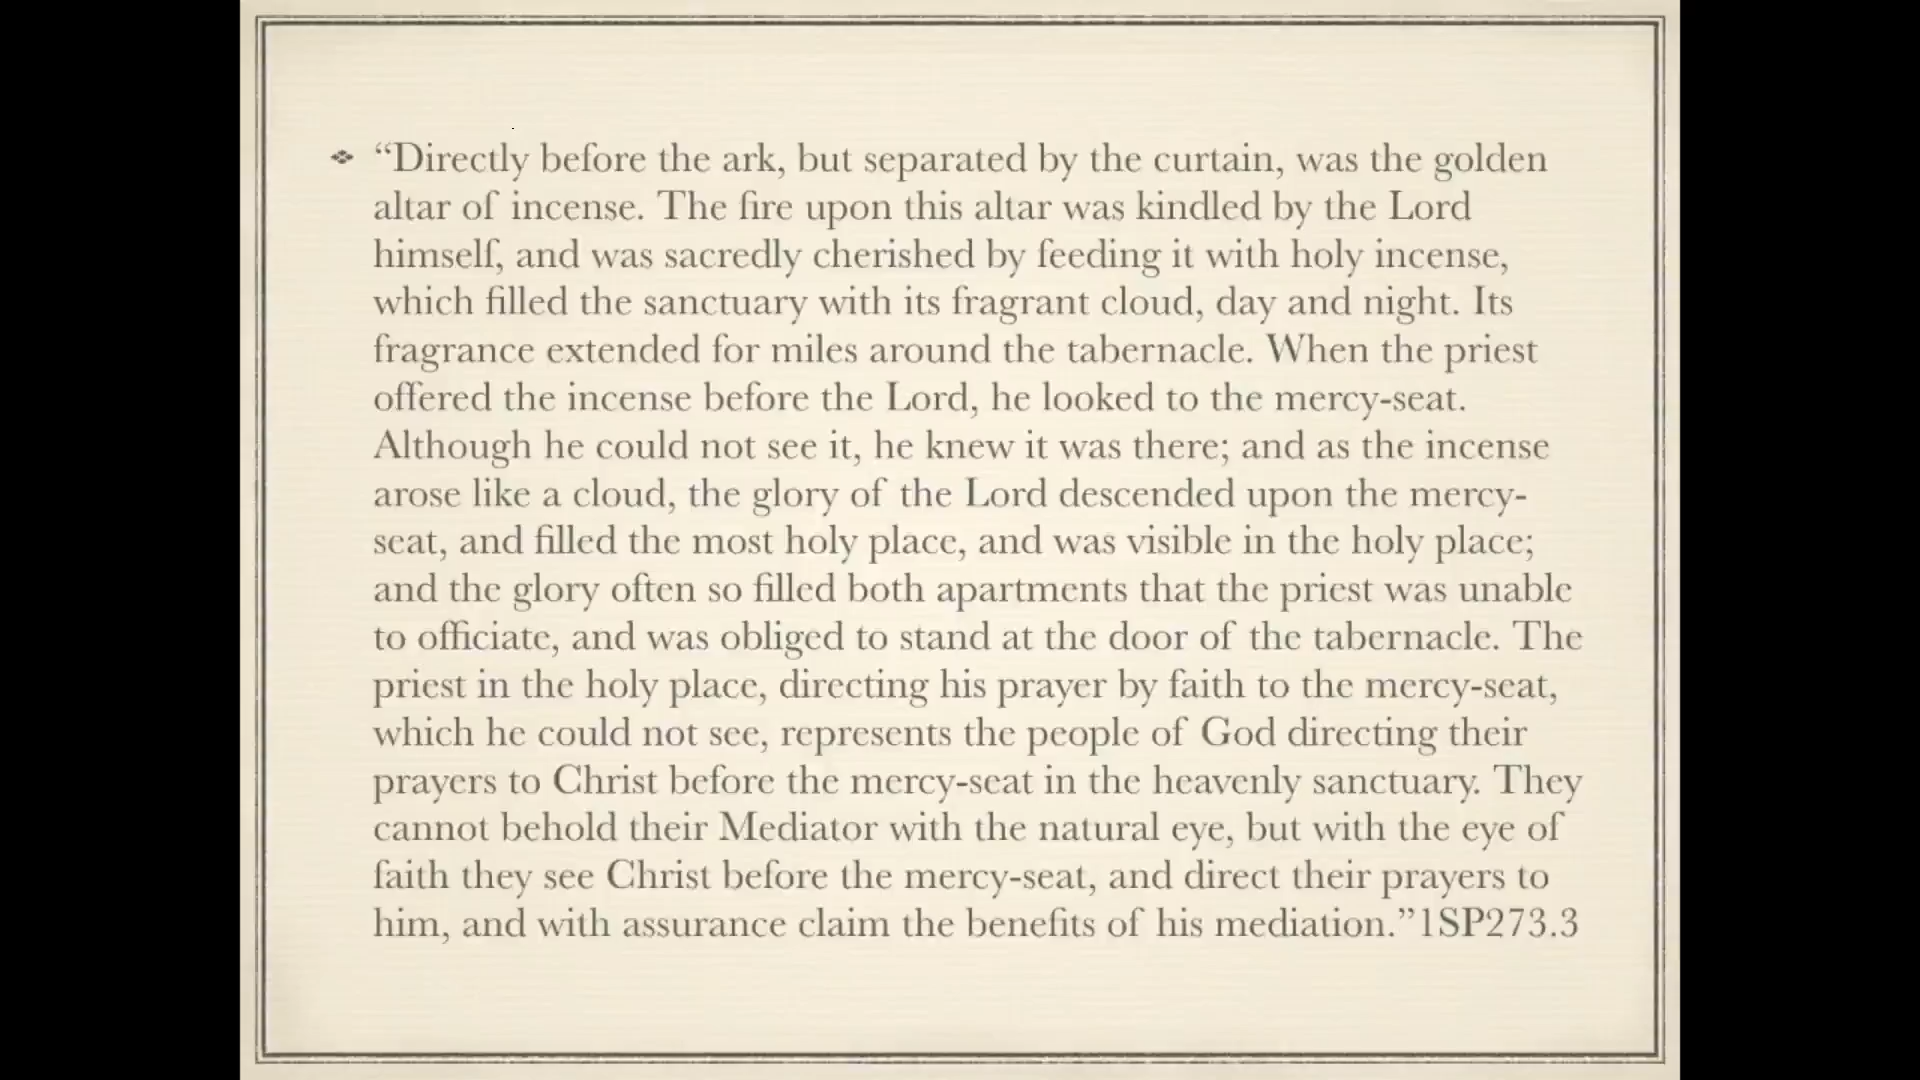 ❖ “Directly before the ark, but separated by the curtain, was the golden
altar of incense. The fire upon this altar was kindled by the Lord
himself, and was sacredly cherished by feeding it with holy incense,
which filled the sanctuary with its fragrant cloud, day and night. Its
fragrance extended for miles around the tabernacle. When the priest
offered the incense before the Lord, he looked to the mercy-seat.
Although he could not see it, he knew it was there; and as the incense
arose like a cloud, the glory of the Lord descended upon the mercy-
seat, and filled the most holy place, and was visible in the holy place;
and the glory often so filled both apartments that the priest was unable
to officiate, and was obliged to stand at the door of the tabernacle. The
priest in the holy place, directing his prayer by faith to the mercy-seat,
which he could not see, represents the people of God directing their
prayers to Christ before the mercy-seat in the heavenly sanctuary. They
cannot behold their Mediator with the natural eye, but with the eye of
faith they see Christ before the mercy-seat, and direct their prayers to
him, and with assurance claim the benefits of his mediation.”1SP273.3